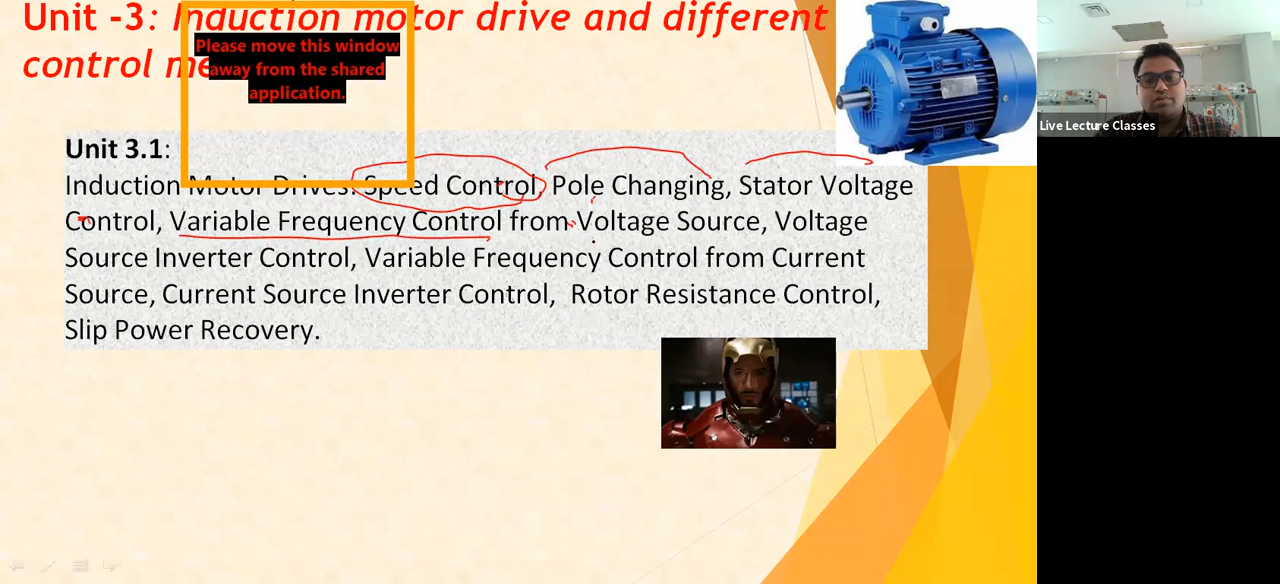 Unit -3: Induction motor drive and different
control me
Please move this window
away from the shared
application.
Live Lecture Classes
Unit 3.1:
Induction Motor Drives: Speed Control, Pole Changing, Stator Voltage
Control, Variable Frequency Control from Voltage Source, Voltage
Source Inverter Control, Variable Frequency Control from Current
Source, Current Source Inverter Control, Rotor Resistance Control,
Slip Power Recovery.